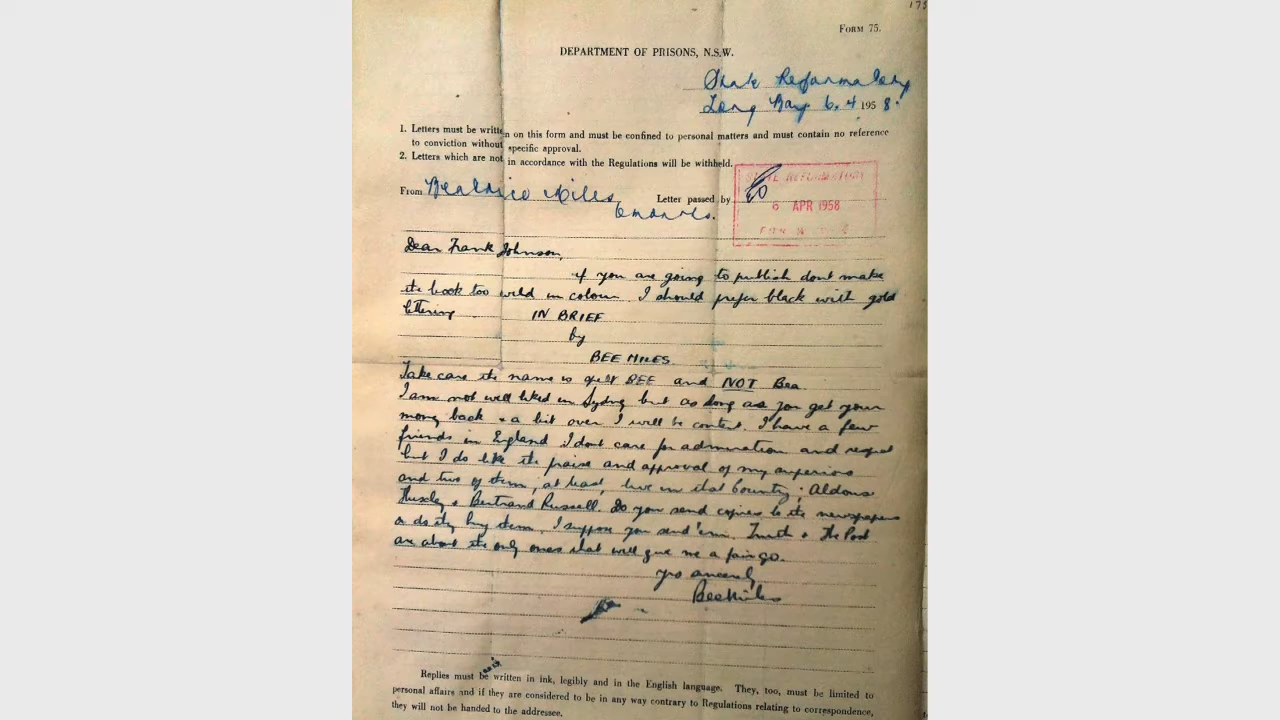 175
FORM 75.
DEPARTMENT OF PRISONS, N.S.W.
State Reformatory
Long Bay 6.4 1958.
1. Letters must be written on this form and must be confined to personal matters and must contain no reference
to conviction without specific approval.
2. Letters which are not in accordance with the Regulations will be withheld.
From Beatrice Miles Letter passed by
STATE REFORMATORY
6 APR 1958
FOR
Dear Frank Johnson,
if you are going to publish dont make
the book too wild in colour. I should prefer black with gold
lettering IN BRIEF
by
BEE MILES
Take care the name is spelt BEE and NOT Bea.
I am not well liked in Sydney but as long as you get your
money back + a bit over I will be content. I have a few
friends in England I dont care for admiration and respect
but I do like the praise and approval of my superiors
and two of them, at least, live in that Country; Aldous
Huxley + Bertrand Russell. Do you send copies to the newspapers
or do they buy them. I suppose you send 'em. Truth + The Post
are about the only ones that will give me a fair go.
yrs sincerely
Bee Miles
Replies must be written in ink, legibly and in the English language. They, too, must be limited to
personal affairs and if they are considered to be in any way contrary to Regulations relating to correspondence,
they will not be handed to the addressee.